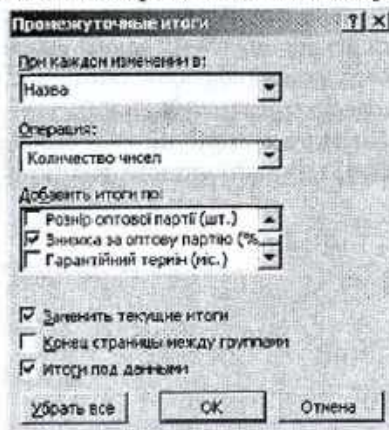 Промежуточные итоги
При каждом изменении в:
Назва
Операция:
Количество чисел
Добавить итоги по:
Розмір оптової партії (шт.)
Знижка за оптову партію (%
Гарантійний термін (міс.)
Заменить текущие итоги
Конец страницы между группами
Итоги под данными
Убрать все
OK
Отмена